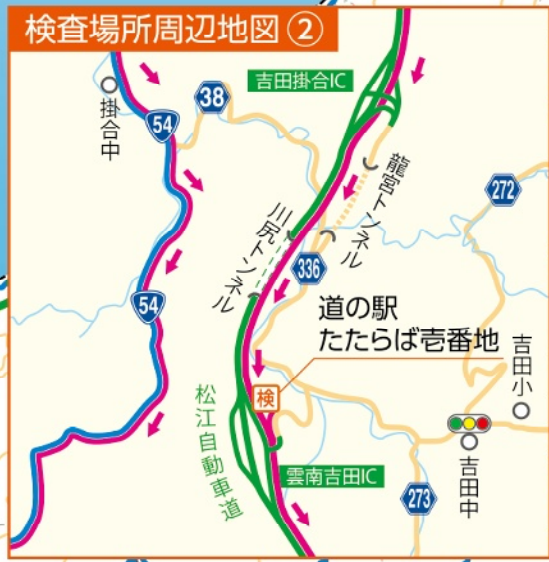 検査場所周辺地図②
吉田掛合IC
掛合中
38
54
龍宮トンネル
272
川尻トンネル
336
54
道の駅
たたらば壱番地
吉田小
検
松江自動車道
雲南吉田IC
吉田中
273